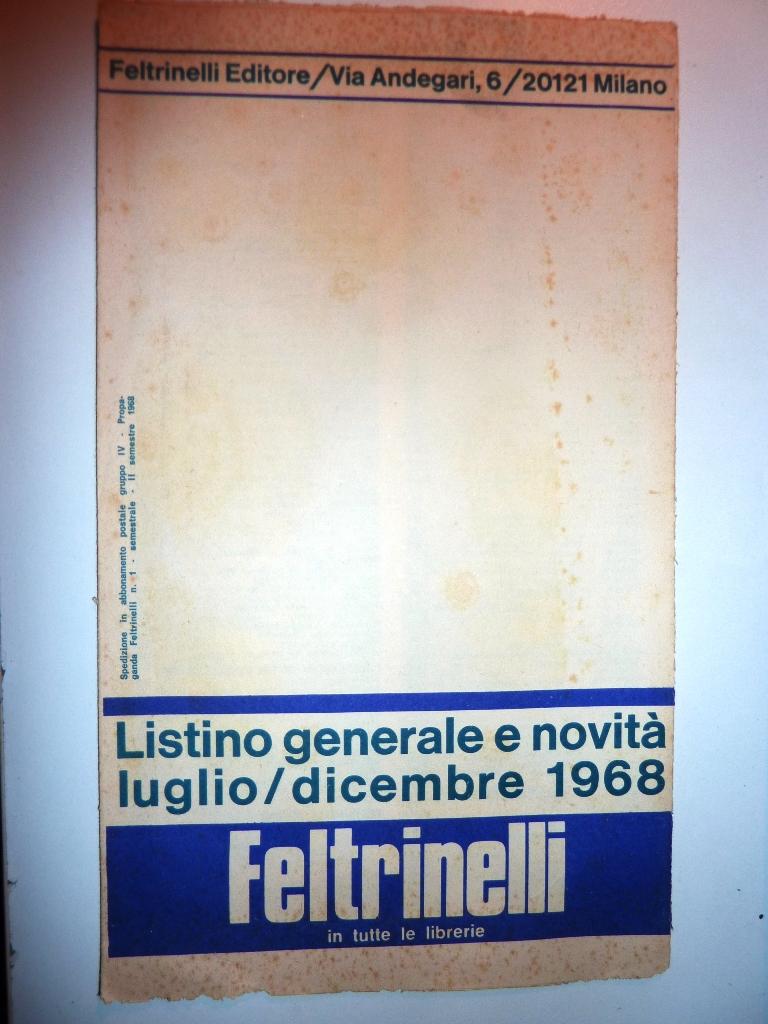 Feltrinelli Editore/Via Andegari, 6/20121 Milano
Spedizione in abbonamento postale gruppo IV - Propa-
ganda Feltrinelli n. 1 - semestrale - II semestre 1968
Listino generale e novità
luglio/dicembre 1968
Feltrinelli
in tutte le librerie